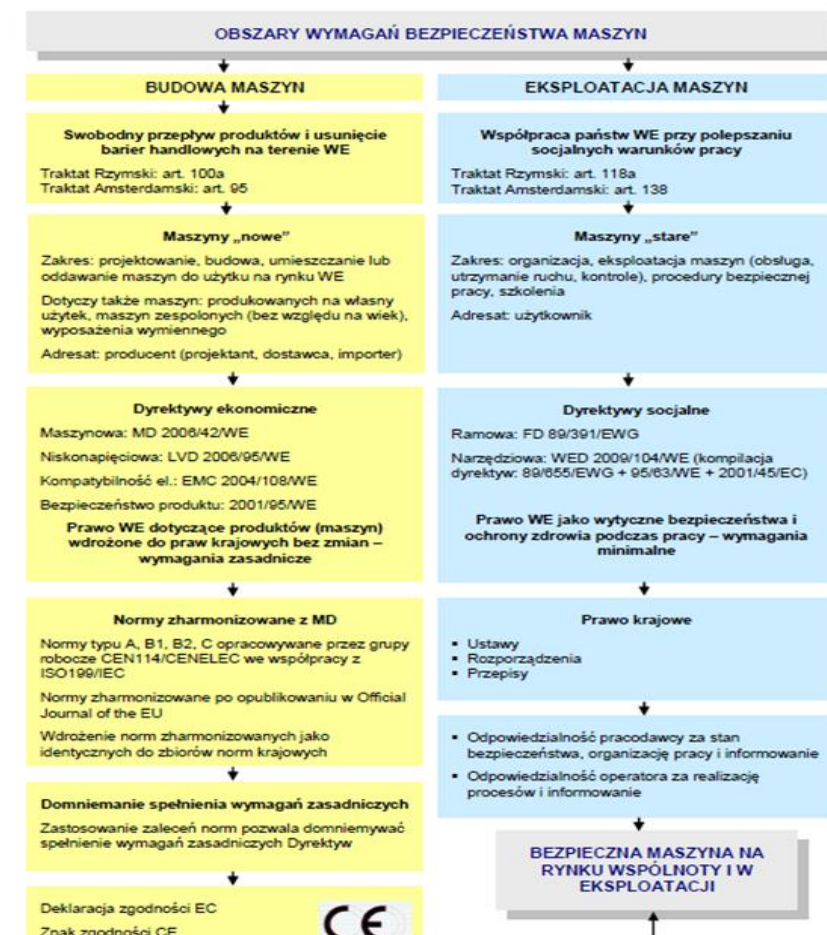 OBSZARY WYMAGAŃ BEZPIECZEŃSTWA MASZYN
BUDOWA MASZYN
Swobodny przepływ produktów i usunięcie
barier handlowych na terenie WE
Traktat Rzymski: art. 100a
Traktat Amsterdamski: art. 95
Maszyny „nowe”
Zakres: projektowanie, budowa, umieszczanie lub
oddawanie maszyn do użytku na rynku WE
Dotyczy także maszyn: produkowanych na własny
użytek, maszyn zespolonych (bez względu na wiek),
wyposażenia wymiennego
Adresat: producent (projektant, dostawca, importer)
Dyrektywy ekonomiczne
Maszynowa: MD 2006/42/WE
Niskonapięciowa: LVD 2006/95/WE
Kompatybilność el.: EMC 2004/108/WE
Bezpieczeństwo produktu: 2001/95/WE
Prawo WE dotyczące produktów (maszyn)
wdrożone do praw krajowych bez zmian –
wymagania zasadnicze
Normy zharmonizowane z MD
Normy typu A, B1, B2, C opracowywane przez grupy
robocze CEN114/CENELEC we współpracy z
ISO199/IEC
Normy zharmonizowane po opublikowaniu w Official
Journal of the EU
Wdrożenie norm zharmonizowanych jako
identycznych do zbiorów norm krajowych
Domniemanie spełnienia wymagań zasadniczych
Zastosowanie zaleceń norm pozwala domniemywać
spełnienie wymagań zasadniczych Dyrektyw
Deklaracja zgodności EC
Znak zgodności CE
CE
EKSPLOATACJA MASZYN
Współpraca państw WE przy polepszaniu
socjalnych warunków pracy
Traktat Rzymski: art. 118a
Traktat Amsterdamski: art. 138
Maszyny „stare”
Zakres: organizacja, eksploatacja maszyn (obsługa,
utrzymanie ruchu, kontrole), procedury bezpiecznej
pracy, szkolenia
Adresat: użytkownik
Dyrektywy socjalne
Ramowa: FD 89/391/EWG
Narzędziowa: WED 2009/104/WE (kompilacja
dyrektyw: 89/655/EWG + 95/63/WE + 2001/45/EC)
Prawo WE jako wytyczne bezpieczeństwa i
ochrony zdrowia podczas pracy – wymagania
minimalne
Prawo krajowe
▪ Ustawy
▪ Rozporządzenia
▪ Przepisy
▪ Odpowiedzialność pracodawcy za stan
bezpieczeństwa, organizację pracy i informowanie
▪ Odpowiedzialność operatora za realizację
procesów i informowanie
BEZPIECZNA MASZYNA NA
RYNKU WSPÓLNOTY I W
EKSPLOATACJI